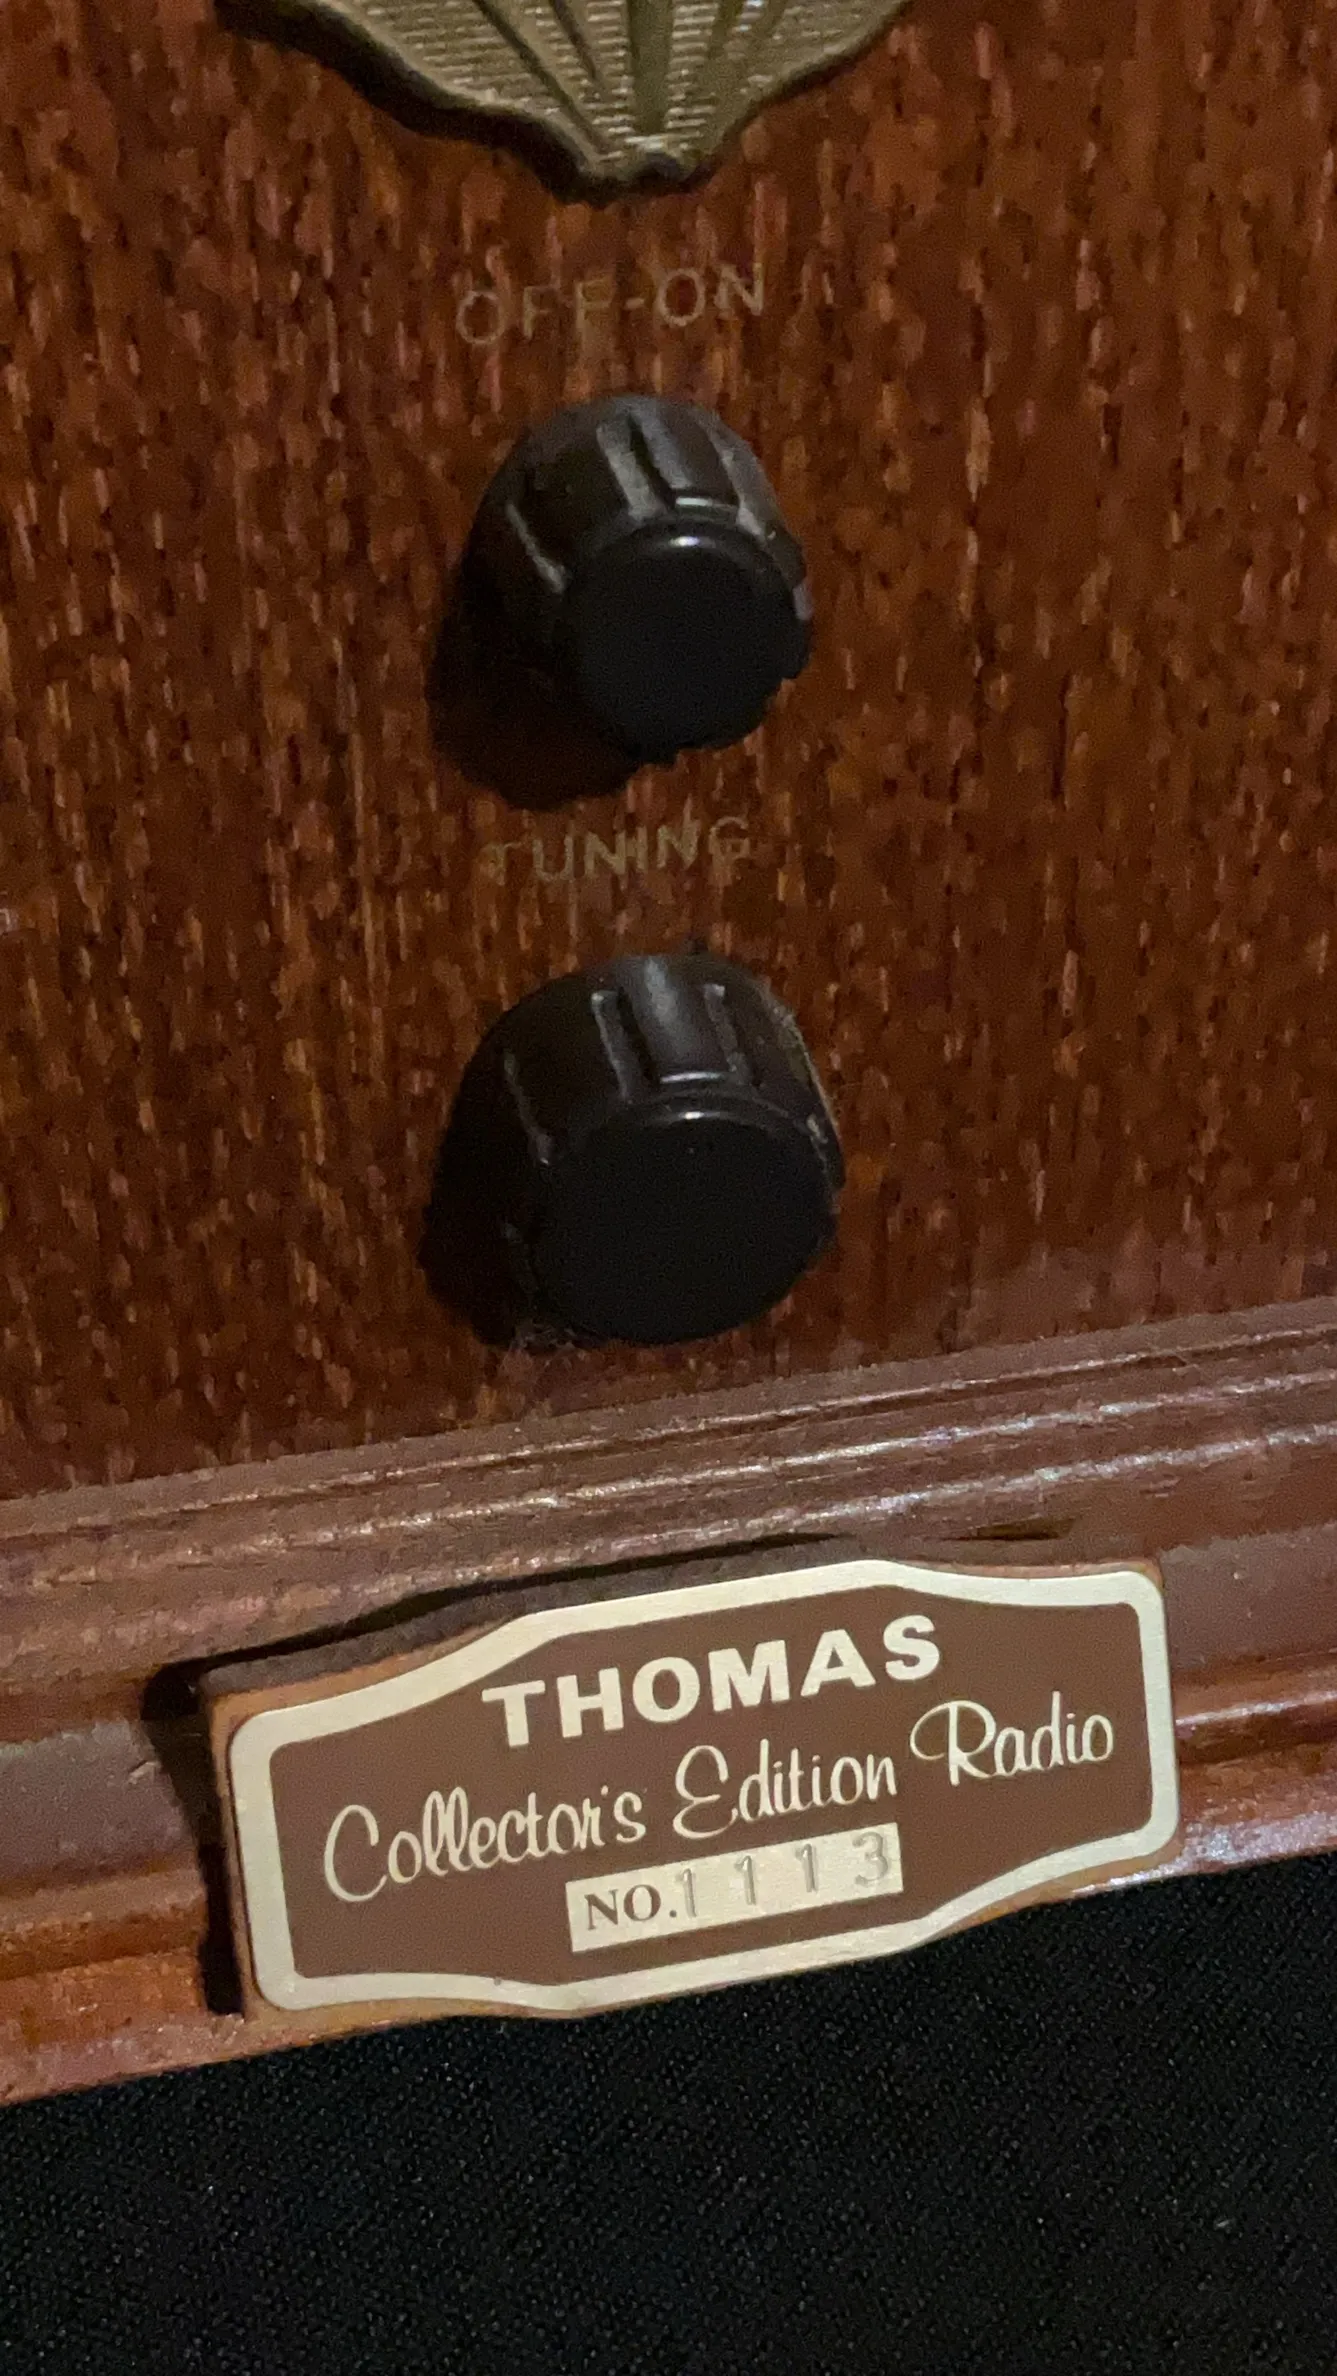 OFF-ON
TUNING
THOMAS
Collector's Edition Radio
NO.1113